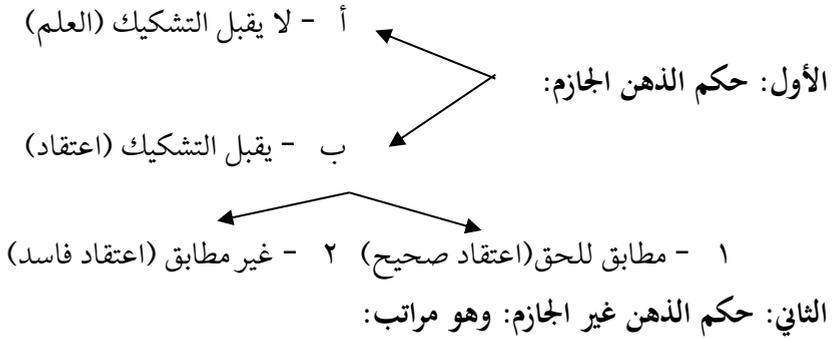 أ - لا يقبل التشكيك (العلم)
الأول: حكم الذهن الجازم:
ب - يقبل التشكيك (اعتقاد)
١ - مطابق للحق(اعتقاد صحيح) ٢ - غير مطابق (اعتقاد فاسد)
الثاني: حكم الذهن غير الجازم: وهو مراتب: